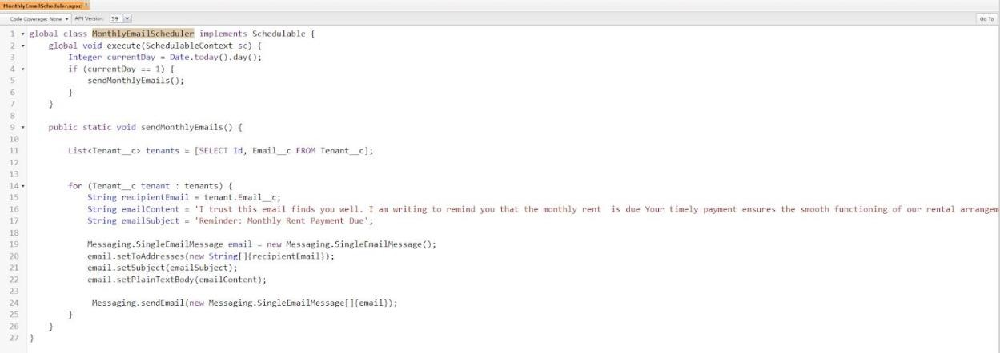 MonthlyEmailScheduler.apxc
Code Coverage: None API Version: 59 Go To
1 global class MonthlyEmailScheduler implements Schedulable {
2 global void execute(SchedulableContext sc) {
3 Integer currentDay = Date.today().day();
4 if (currentDay == 1) {
5 sendMonthlyEmails();
6 }
7 }
8
9 public static void sendMonthlyEmails() {
10
11 List<Tenant__c> tenants = [SELECT Id, Email__c FROM Tenant__c];
12
13
14 for (Tenant__c tenant : tenants) {
15 String recipientEmail = tenant.Email__c;
16 String emailContent = 'I trust this email finds you well. I am writing to remind you that the monthly rent  is due Your timely payment ensures the smooth functioning of our rental arrangem
17 String emailSubject = 'Reminder: Monthly Rent Payment Due';
18
19 Messaging.SingleEmailMessage email = new Messaging.SingleEmailMessage();
20 email.setToAddresses(new String[]{recipientEmail});
21 email.setSubject(emailSubject);
22 email.setPlainTextBody(emailContent);
23
24 Messaging.sendEmail(new Messaging.SingleEmailMessage[]{email});
25 }
26 }
27 }